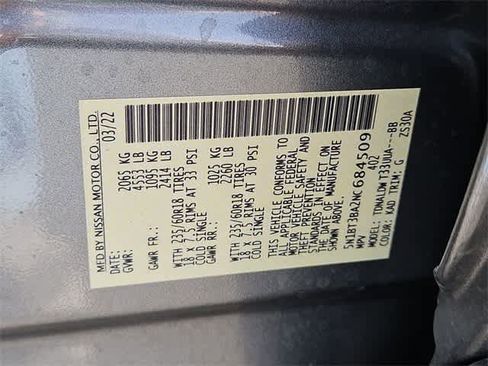 MFD BY NISSAN MOTOR CO., LTD.
03/22
GVWR: 2065 KG
4553 LB
GAWR FR: 1095 KG
2414 LB
WITH 235/60R18 TIRES
18 X 7.5 RIMS AT 33 PSI
COLD SINGLE
GAWR RR: 1025 KG
2260 LB
WITH 235/60R18 TIRES
18 X 7.5 RIMS AT 30 PSI
COLD SINGLE
THIS VEHICLE CONFORMS TO
ALL APPLICABLE FEDERAL
MOTOR VEHICLE SAFETY AND
THEFT PREVENTION
STANDARDS IN EFFECT
ON THE DATE OF MANUFACTURE
SHOWN ABOVE.
5N1BT3BA2NC684509
MPV 402
MODEL: TDNALDW T33UUA---BB
COLOR: KAD TRIM: G ZS30A